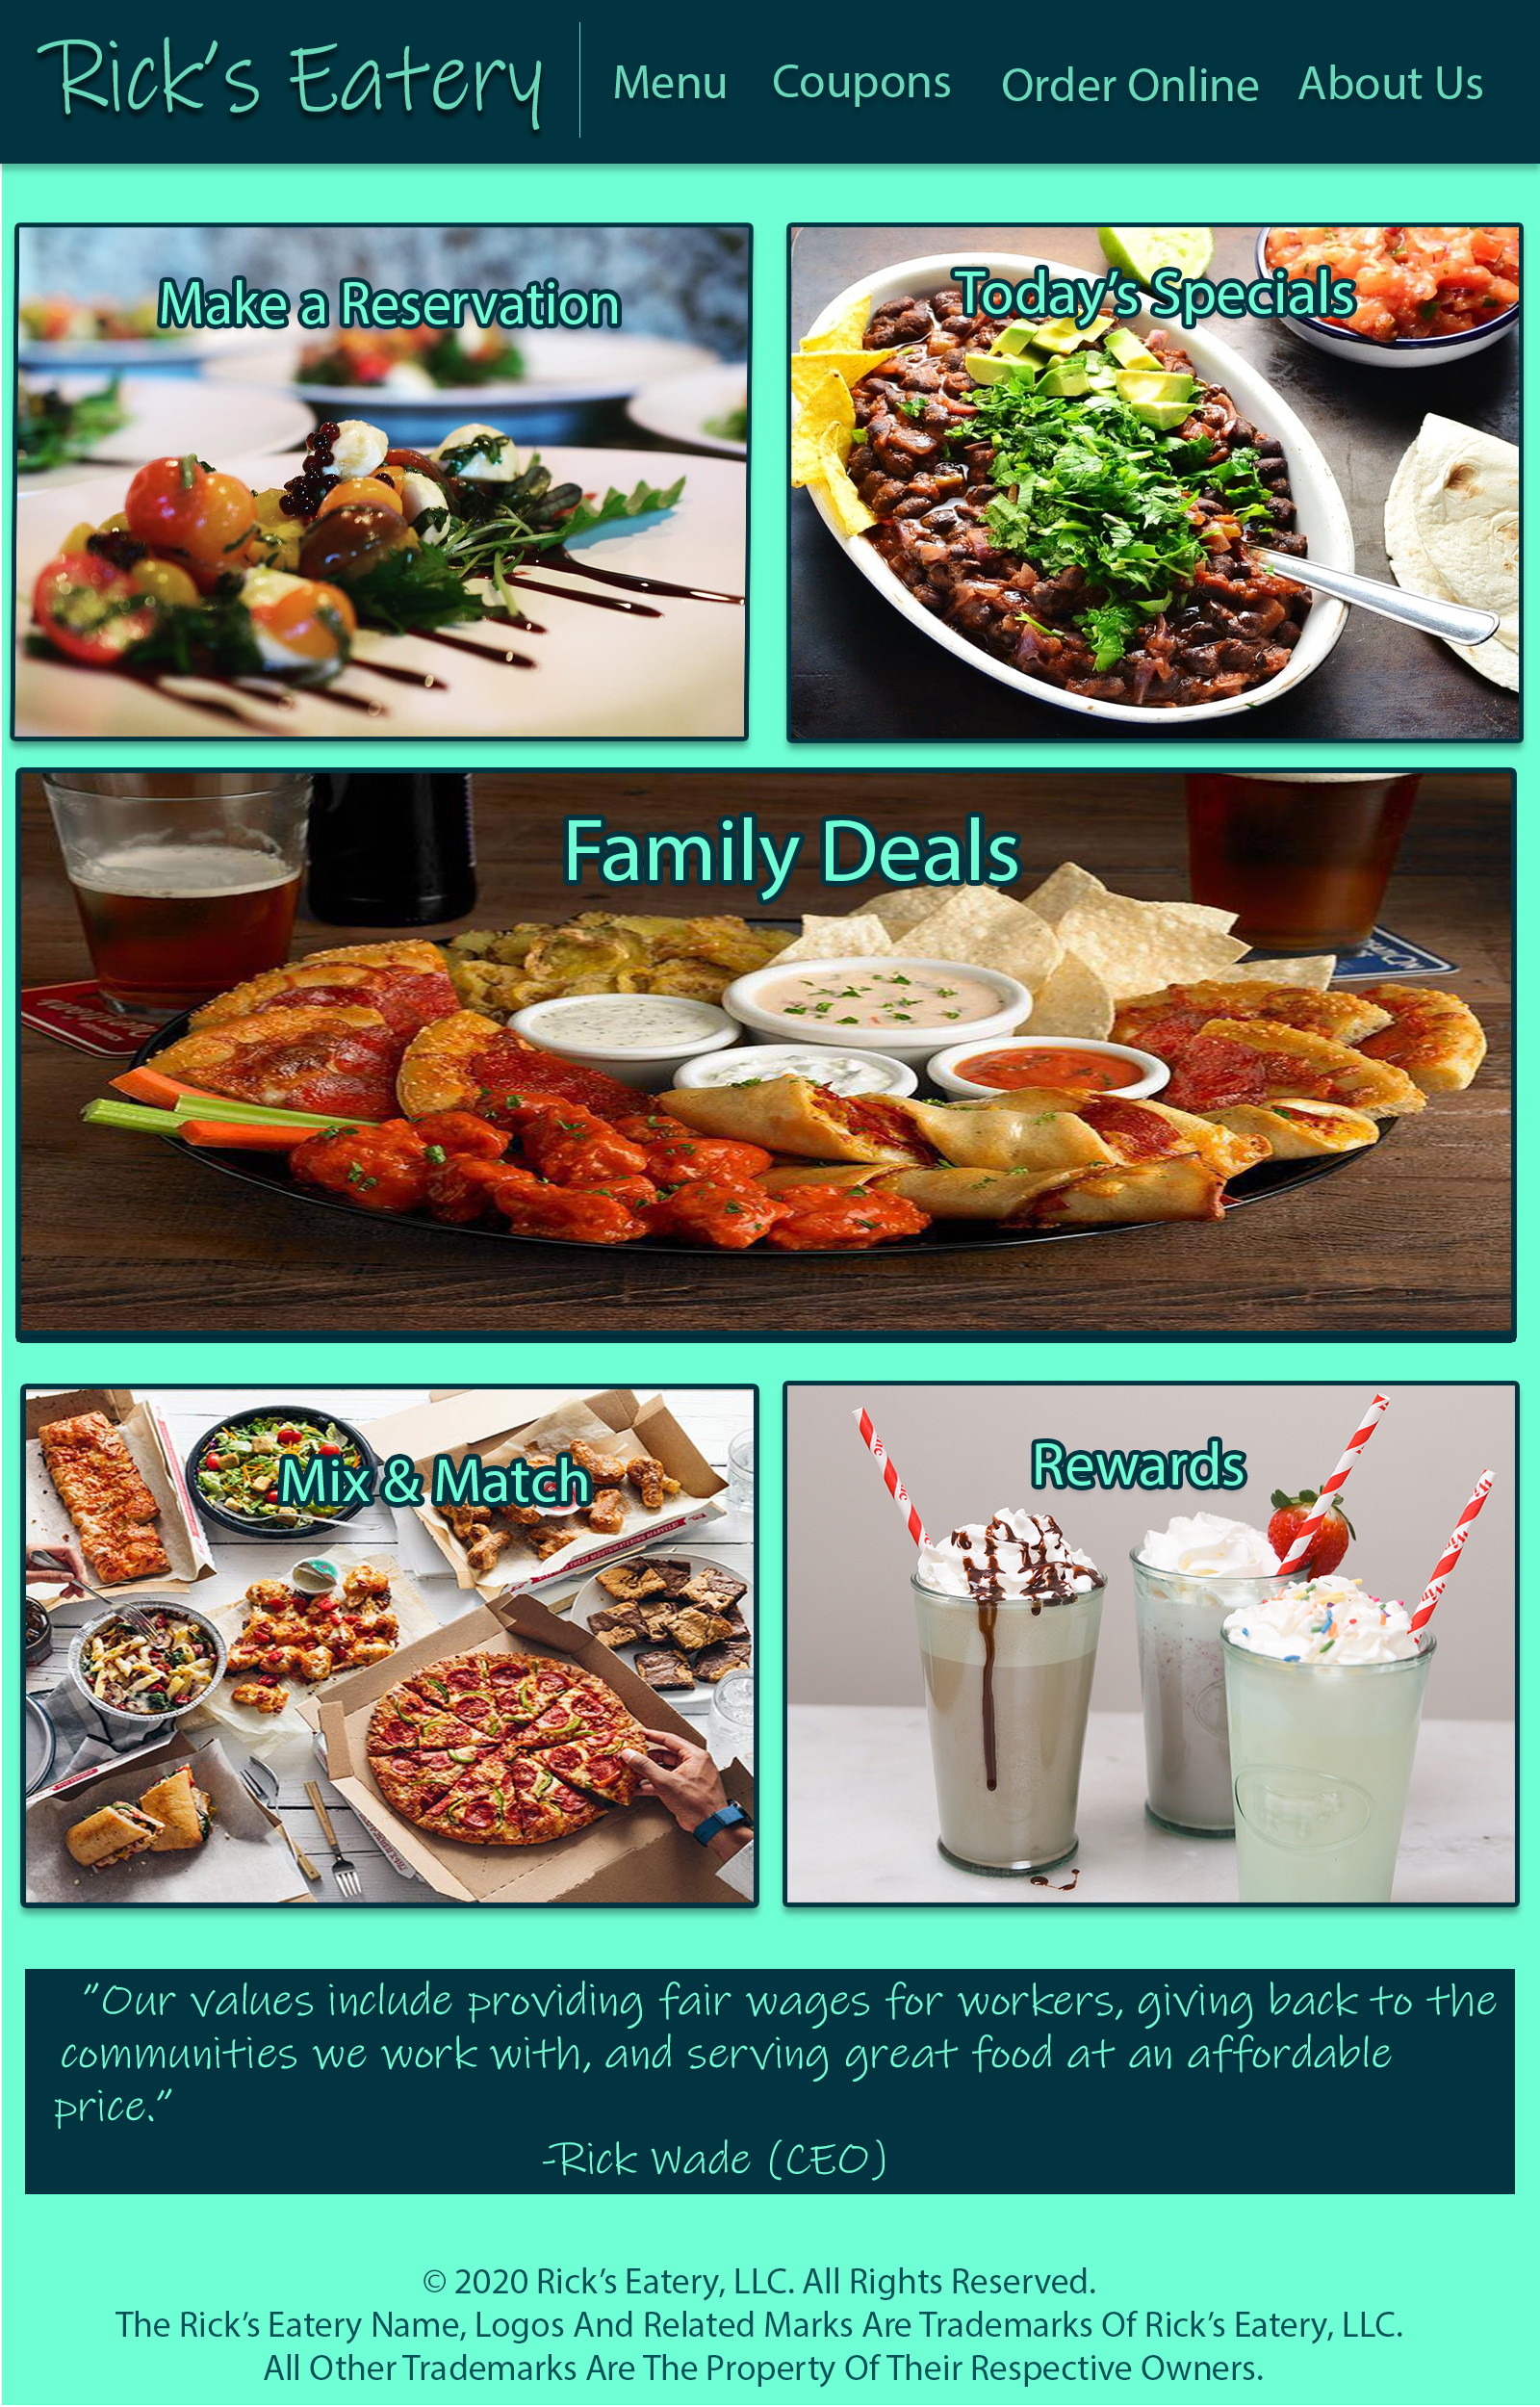 Rick's Eatery
Menu
Coupons
Order Online
About Us
Make a Reservation
Today's Specials
Family Deals
Mix & Match
Rewards
"Our values include providing fair wages for workers, giving back to the
communities we work with, and serving great food at an affordable
price."
-Rick Wade (CEO)
© 2020 Rick's Eatery, LLC. All Rights Reserved.
The Rick's Eatery Name, Logos And Related Marks Are Trademarks Of Rick's Eatery, LLC.
All Other Trademarks Are The Property Of Their Respective Owners.